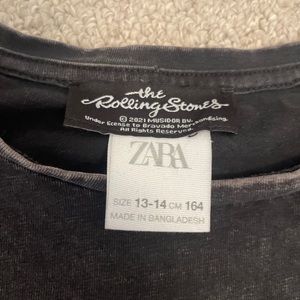 the
Rolling Stones
© 2021 MUSIDOR BV.
Under license to Bravado Merchandising.
All Rights Reserved.
ZARA
SIZE 13-14 CM 164
MADE IN BANGLADESH